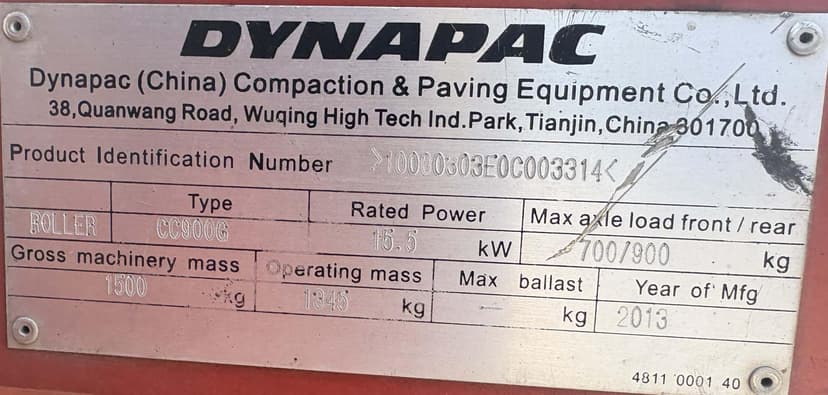 DYNAPAC
Dynapac (China) Compaction & Paving Equipment Co.,Ltd.
38,Quanwang Road, Wuqing High Tech Ind.Park,Tianjin,China 301700
Product Identification Number >10000303E0C003314<
Type Rated Power Max axle load front / rear
ROLLER CC900G 15.5 kW 700/900 kg
Gross machinery mass Operating mass Max ballast Year of Mfg
1500 kg 1345 kg — kg 2013
4811 0001 40